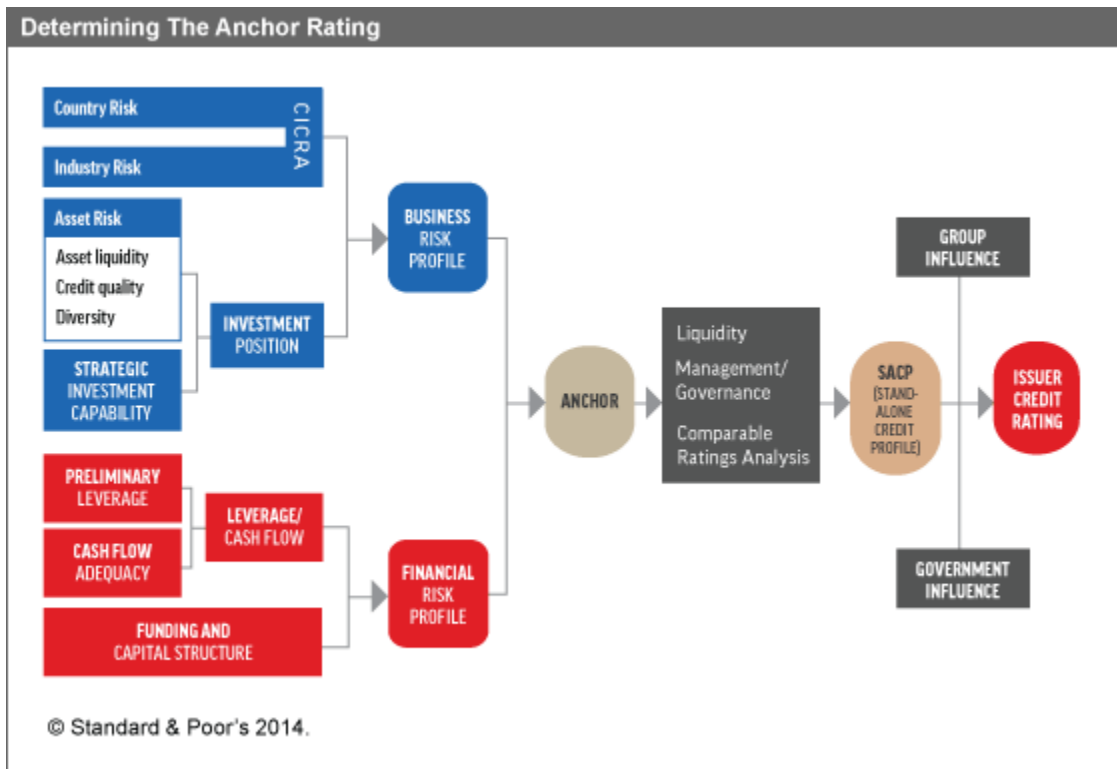 Determining The Anchor Rating
Country Risk
CICRA
Industry Risk
Asset Risk
Asset liquidity
Credit quality
Diversity
STRATEGIC
INVESTMENT
CAPABILITY
INVESTMENT
POSITION
BUSINESS
RISK
PROFILE
PRELIMINARY
LEVERAGE
CASH FLOW
ADEQUACY
LEVERAGE/
CASH FLOW
FUNDING AND
CAPITAL STRUCTURE
FINANCIAL
RISK
PROFILE
ANCHOR
Liquidity
Management/
Governance
Comparable
Ratings Analysis
SACP
(STAND-
ALONE
CREDIT
PROFILE)
GROUP
INFLUENCE
GOVERNMENT
INFLUENCE
ISSUER
CREDIT
RATING
© Standard & Poor's 2014.